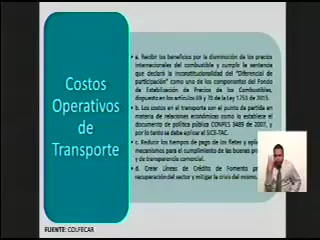 Costos
Operativos
de
Transporte
a. Recibir los beneficios por la disminución de los precios
internacionales del combustible y cumplir la sentencia
que declaró la inconstitucionalidad del "Diferencial de
participación" como uno de los componentes del Fondo
de Estabilización de Precios de los Combustibles,
dispuesto en los artículos 69 y 70 de la Ley 1753 de 2015.
b. Los costos en el transporte son el punto de partida en
materia de relaciones económicas como lo establece el
documento de política pública CONPES 3489 de 2007, y
por lo tanto se debe aplicar el SICE-TAC.
c. Reducir los tiempos de pago de los fletes y
mecanismos para el cumplimiento de las buenas
y de transparencia comercial.
d. Crear Líneas de Crédito de Fomento
recuperación del sector y mitigar la crisis del mismo.
FUENTE: COLFECAR